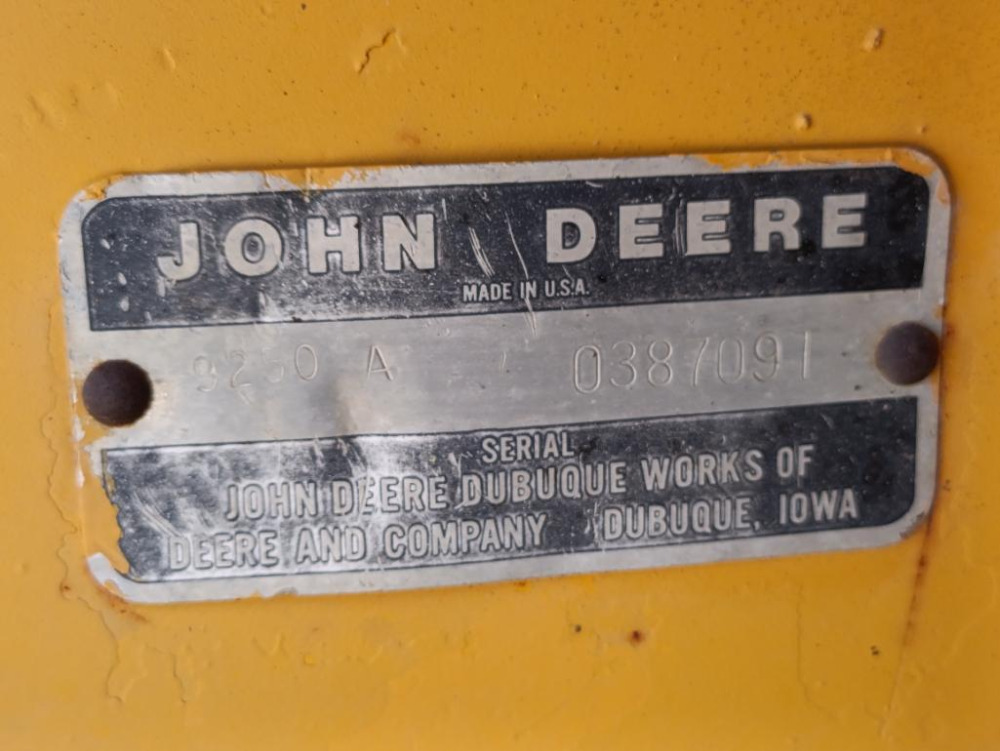 JOHN DEERE
MADE IN U.S.A.
A 0387091
SERIAL
JOHN DEERE DUBUQUE WORKS OF
DEERE AND COMPANY DUBUQUE, IOWA